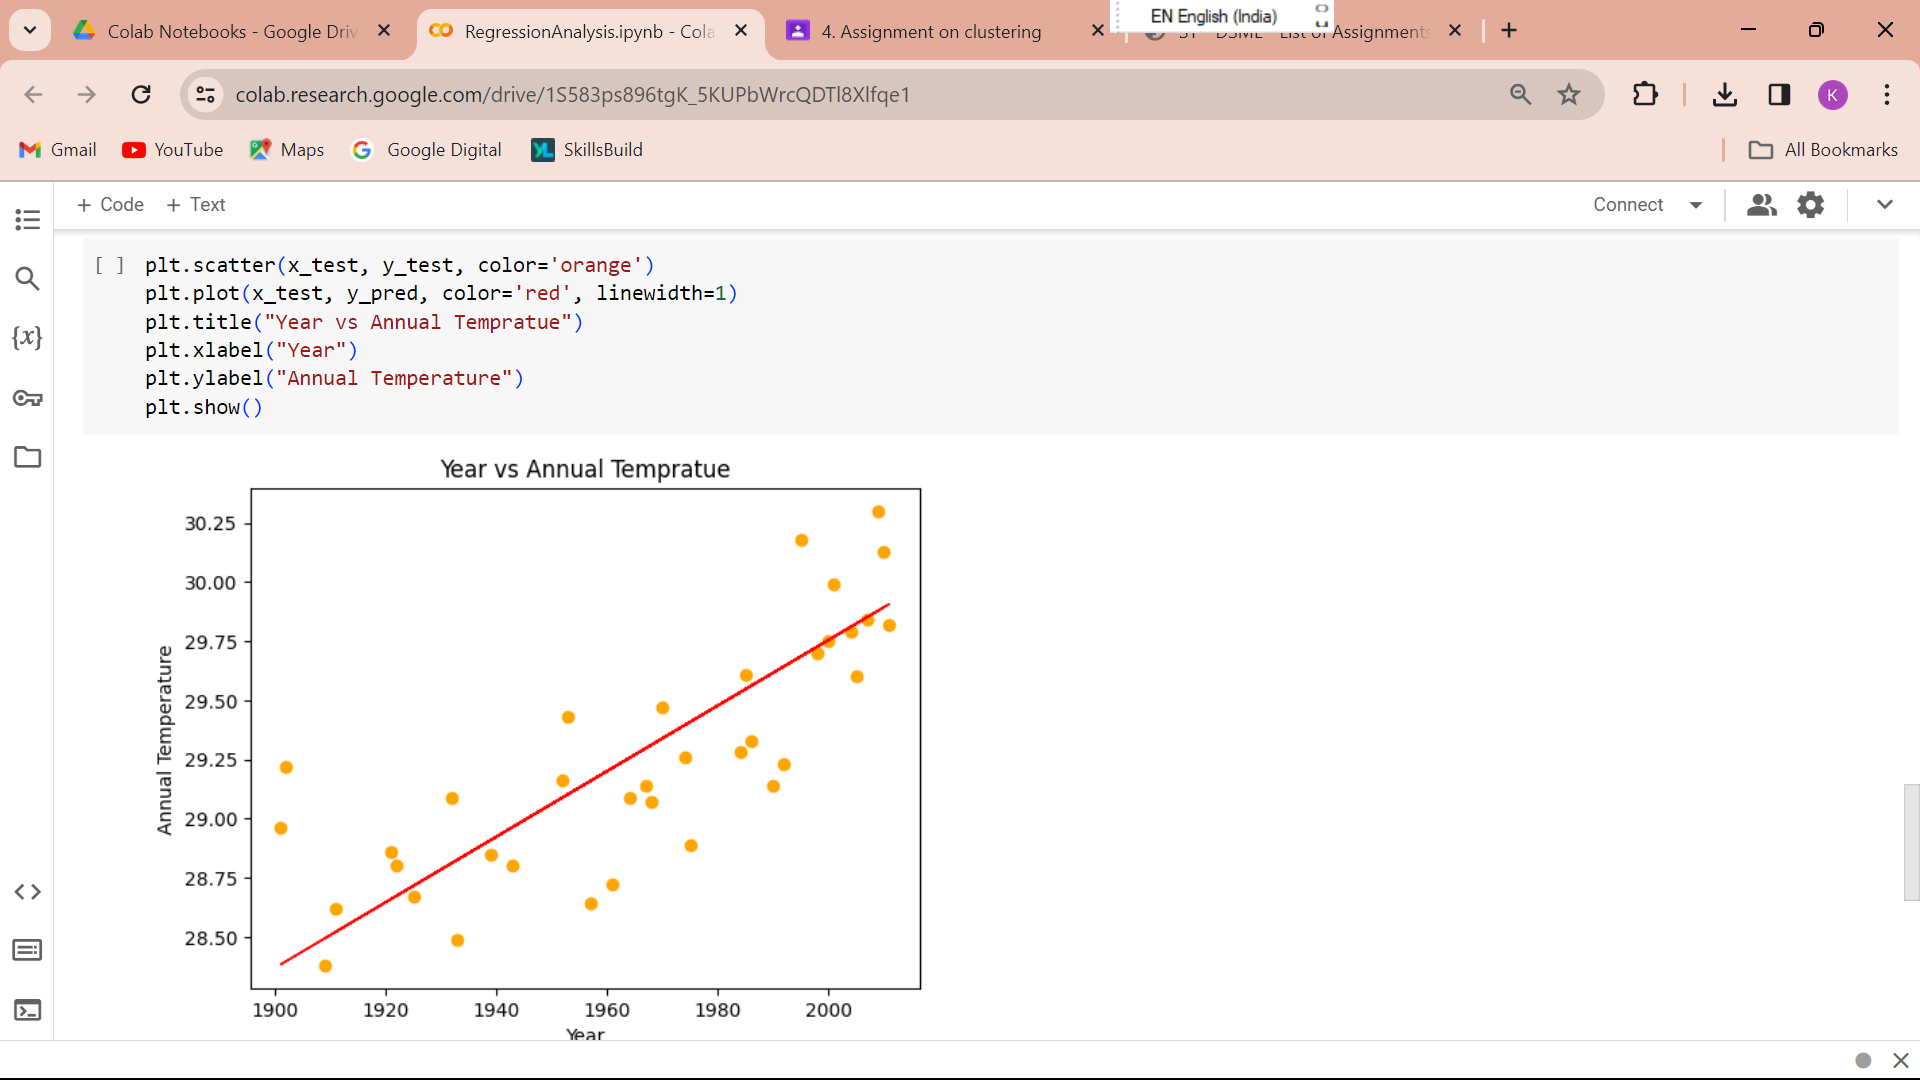 EN English (India)
Colab Notebooks - Google Driv
RegressionAnalysis.ipynb - Cola
4. Assignment on clustering
colab.research.google.com/drive/1S583ps896tgK_5KUPbWrcQDTl8Xlfqe1
K
Gmail
YouTube
Maps
Google Digital
SkillsBuild
All Bookmarks
+ Code
+ Text
Connect
{x}
[ ]
plt.scatter(x_test, y_test, color='orange')
plt.plot(x_test, y_pred, color='red', linewidth=1)
plt.title("Year vs Annual Tempratue")
plt.xlabel("Year")
plt.ylabel("Annual Temperature")
plt.show()
Year vs Annual Tempratue
30.25
30.00
29.75
29.50
29.25
29.00
28.75
28.50
Annual Temperature
1900 1920 1940 1960 1980 2000
Year